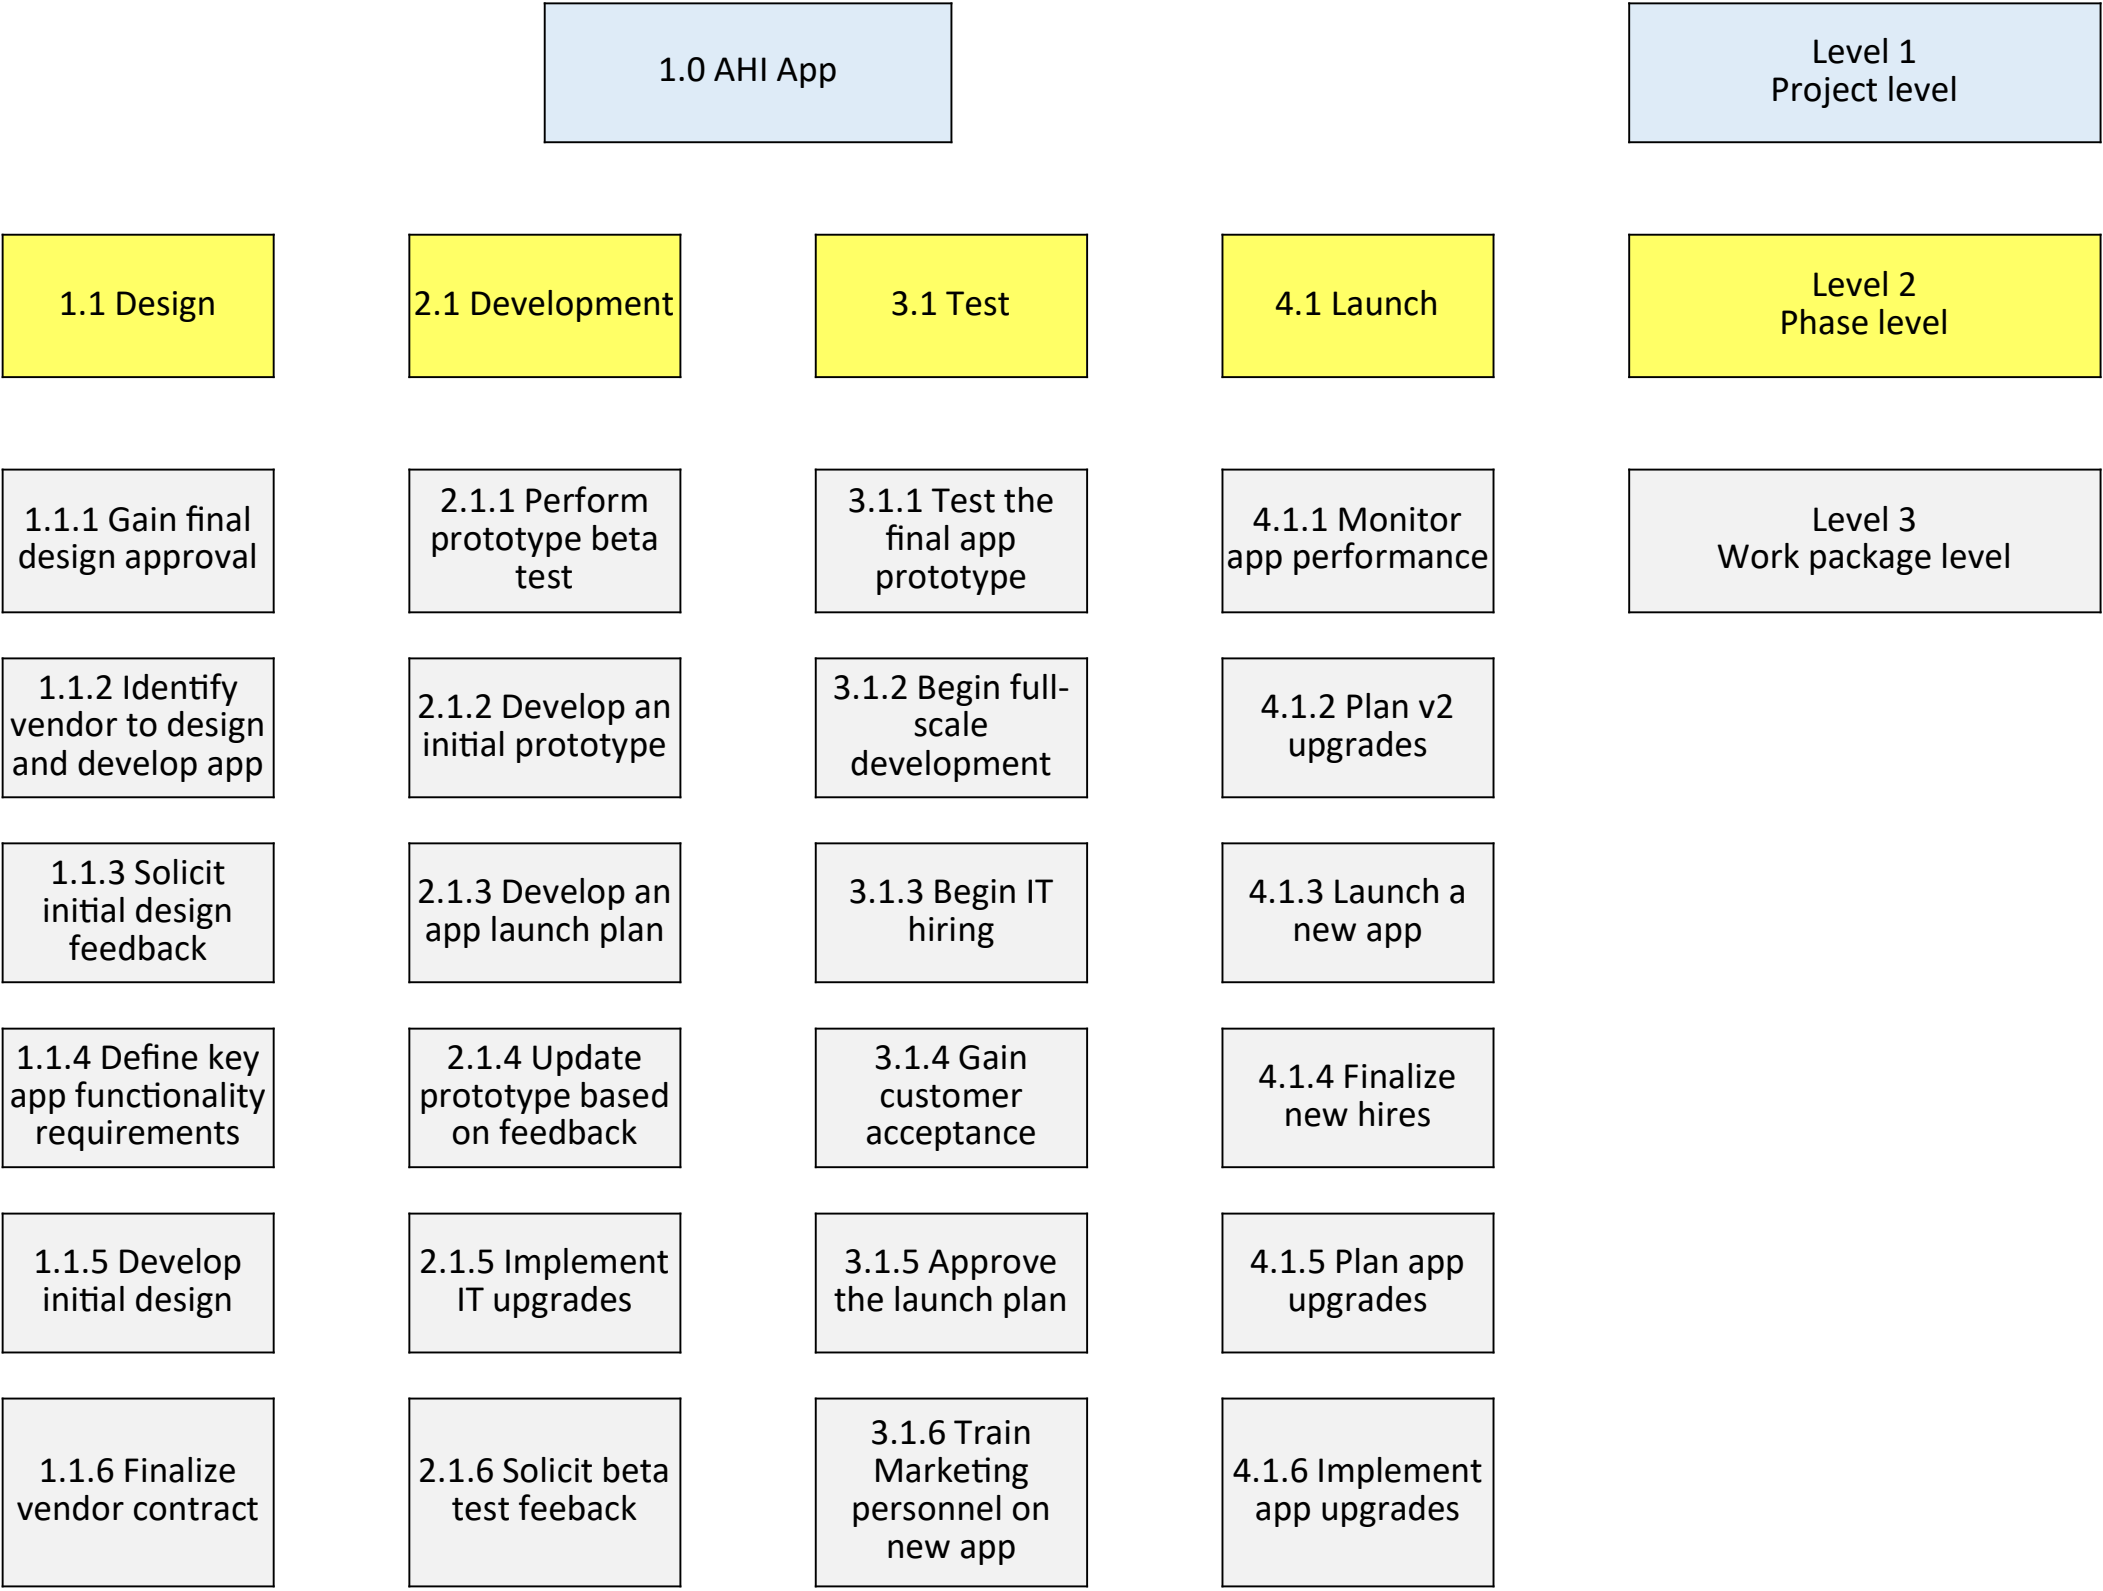 1.0 AHI App
Level 1
Project level
1.1 Design
2.1 Development
3.1 Test
4.1 Launch
Level 2
Phase level
1.1.1 Gain final
design approval
2.1.1 Perform
prototype beta
test
3.1.1 Test the
final app
prototype
4.1.1 Monitor
app performance
Level 3
Work package level
1.1.2 Identify
vendor to design
and develop app
2.1.2 Develop an
initial prototype
3.1.2 Begin full-
scale
development
4.1.2 Plan v2
upgrades
1.1.3 Solicit
initial design
feedback
2.1.3 Develop an
app launch plan
3.1.3 Begin IT
hiring
4.1.3 Launch a
new app
1.1.4 Define key
app functionality
requirements
2.1.4 Update
prototype based
on feedback
3.1.4 Gain
customer
acceptance
4.1.4 Finalize
new hires
1.1.5 Develop
initial design
2.1.5 Implement
IT upgrades
3.1.5 Approve
the launch plan
4.1.5 Plan app
upgrades
1.1.6 Finalize
vendor contract
2.1.6 Solicit beta
test feeback
3.1.6 Train
Marketing
personnel on
new app
4.1.6 Implement
app upgrades